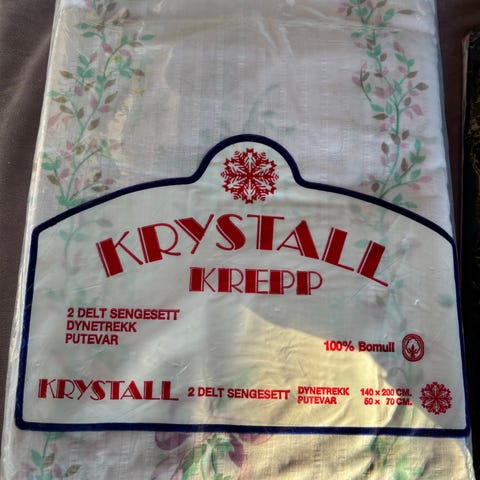 KRYSTALL
KREPP
2 DELT SENGESETT
DYNETREKK
PUTEVAR
100% Bomull
KRYSTALL 2 DELT SENGESETT DYNETREKK 140 x 200 CM.
PUTEVAR 50 x 70 CM.